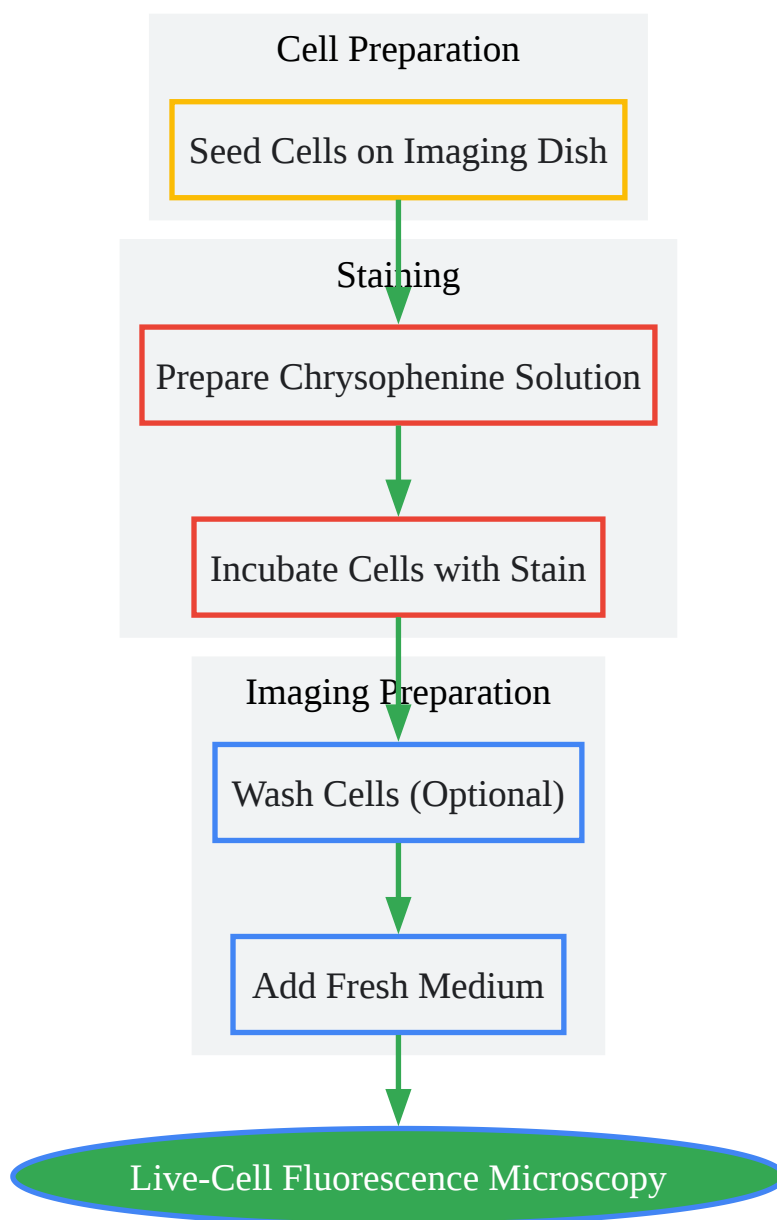 Cell Preparation
Seed Cells on Imaging Dish
Staining
Prepare Chrysophenine Solution
Incubate Cells with Stain
Imaging Preparation
Wash Cells (Optional)
Add Fresh Medium
Live-Cell Fluorescence Microscopy